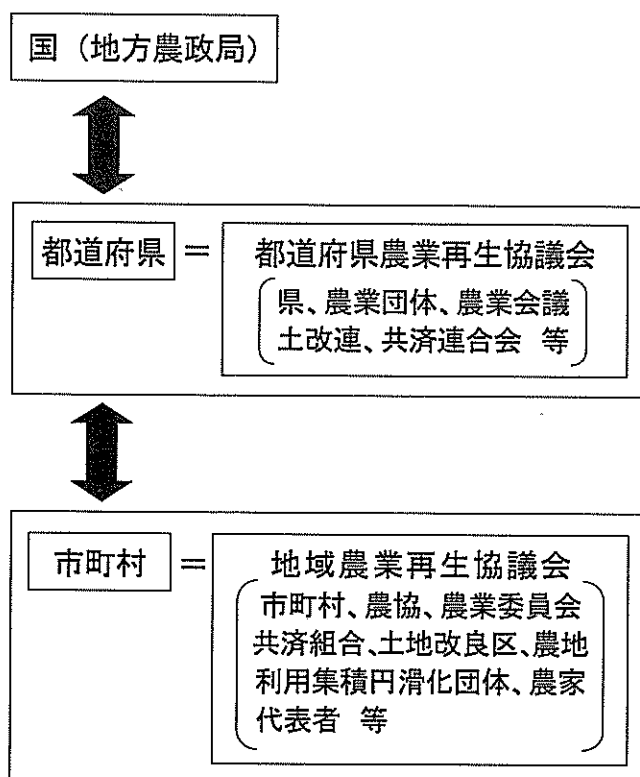 国（地方農政局）
都道府県 ＝ 都道府県農業再生協議会
県、農業団体、農業会議
土改連、共済連合会 等
市町村 ＝ 地域農業再生協議会
市町村、農協、農業委員会
共済組合、土地改良区、農地
利用集積円滑化団体、農家
代表者 等